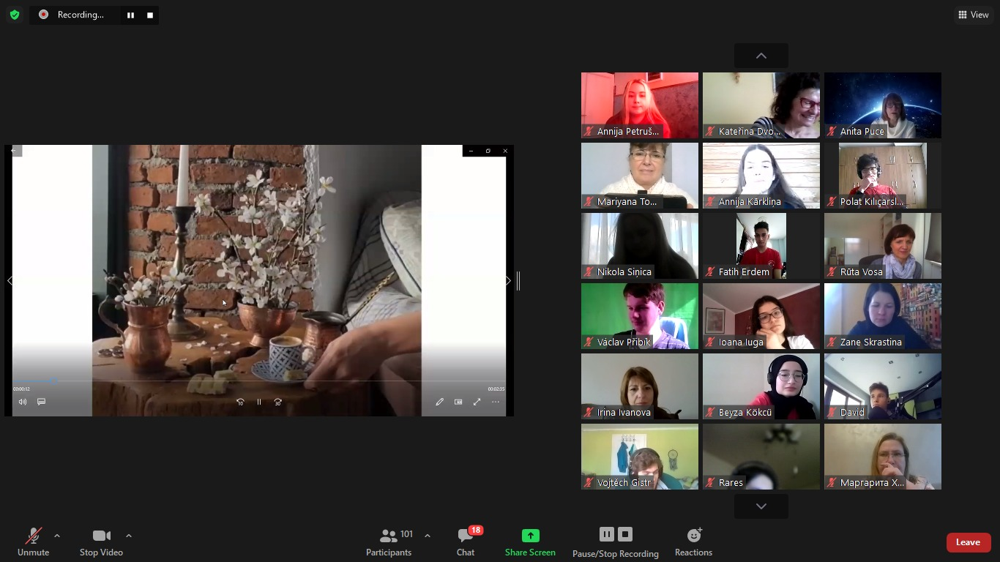 Recording...
View
Annija Petruš...
Kateřina Dvo...
Anita Puce
Mariyana To...
Annija Kārkliņa
Polat Kılıçarsl...
Nikola Siņica
Fatih Erdem
Rūta Vosa
Václav Přibík
Ioana Iuga
Zane Skrastina
Irina Ivanova
Beyza Kökcü
David
Vojtěch Gistr
Rares
Маргарита Х...
00:00:12
00:02:35
10
30
Unmute
Stop Video
101
Participants
18
Chat
Share Screen
Pause/Stop Recording
Reactions
Leave